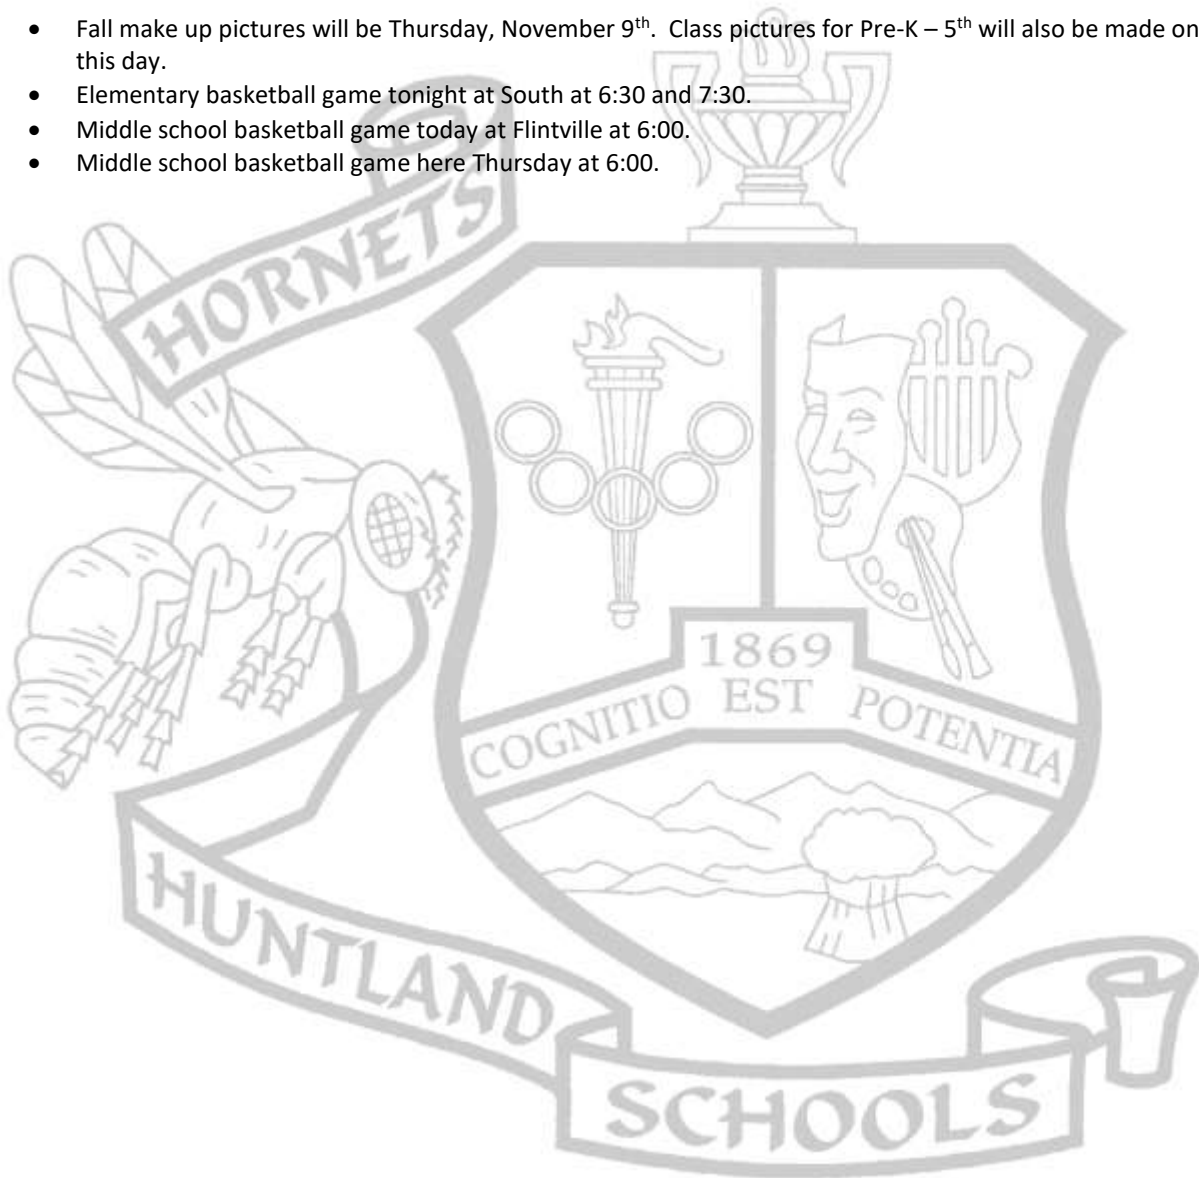 • Fall make up pictures will be Thursday, November 9th. Class pictures for Pre-K – 5th will also be made on
this day.
• Elementary basketball game tonight at South at 6:30 and 7:30.
• Middle school basketball game today at Flintville at 6:00.
• Middle school basketball game here Thursday at 6:00.
HORNETS
1869
COGNITIO EST POTENTIA
HUNTLAND
SCHOOLS